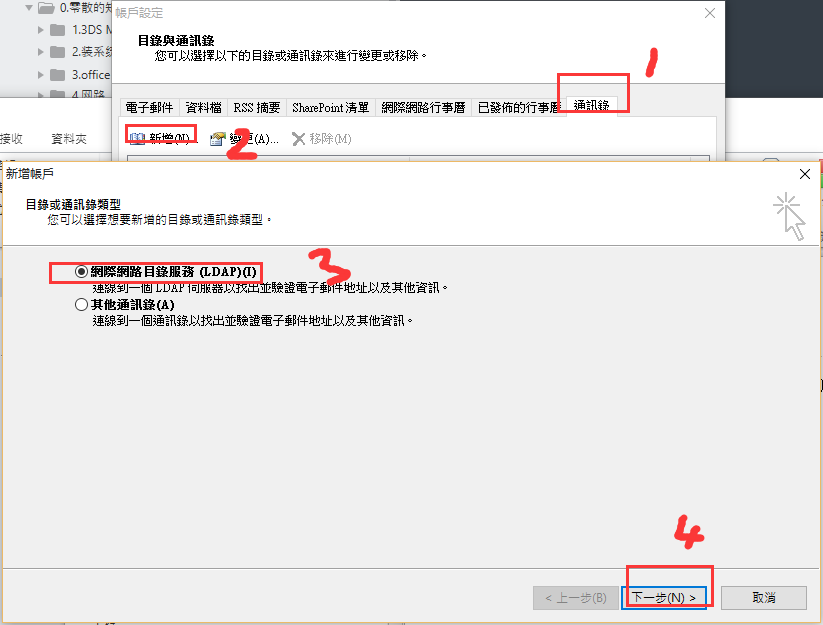 0.零散的知
1.3DS M
2.装系统
3.office
4.网路
接收
資料夾
帳戶設定
目錄與通訊錄
您可以選擇以下的目錄或通訊錄來進行變更或移除。
1
電子郵件 資料檔 RSS 摘要 SharePoint 清單 網際網路行事曆 已發佈的行事曆 通訊錄
新增(N)... 變更(A)... 移除(M)
2
新增帳戶
目錄或通訊錄類型
您可以選擇想要新增的目錄或通訊錄類型。
網際網路目錄服務 (LDAP)(I)
3
連線到一個 LDAP 伺服器以找出並驗證電子郵件地址以及其他資訊。
其他通訊錄(A)
連線到一個通訊錄以找出並驗證電子郵件地址以及其他資訊。
4
< 上一步(B) 下一步(N) > 取消